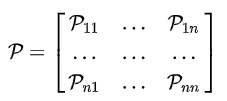 𝒫 = [ 𝒫₁₁ … 𝒫₁ₙ
… … …
𝒫ₙ₁ … 𝒫ₙₙ ]